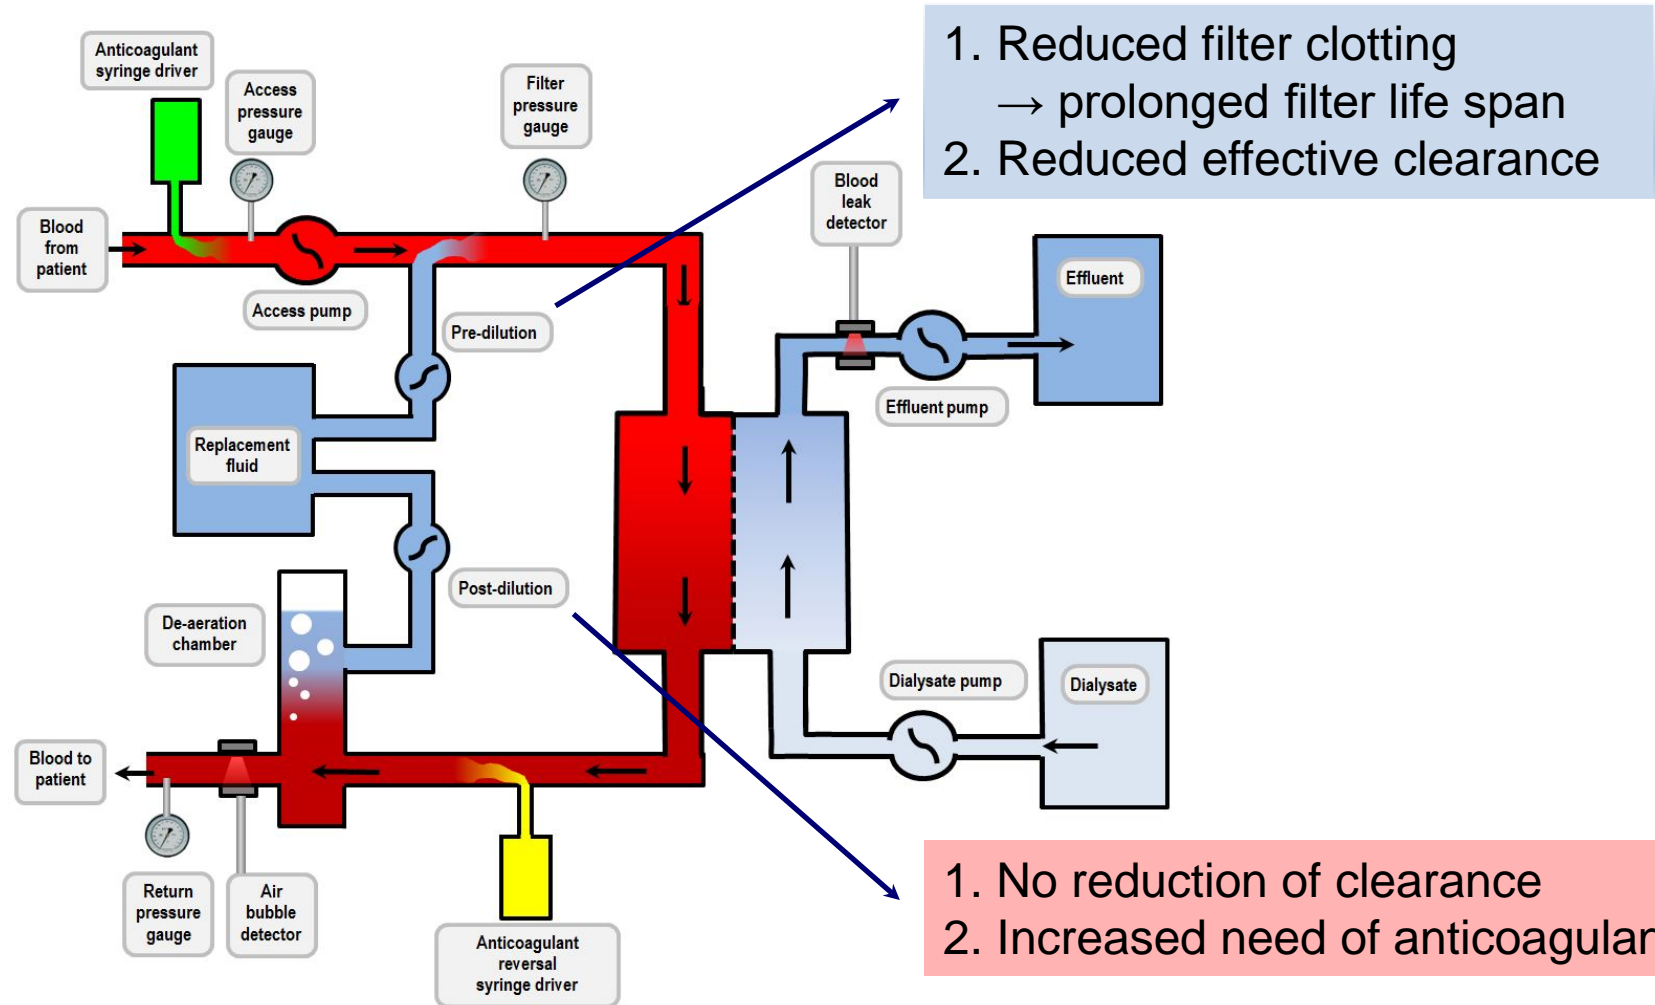 Anticoagulant
syringe driver
Access
pressure
gauge
Filter
pressure
gauge
1. Reduced filter clotting
→ prolonged filter life span
2. Reduced effective clearance
Blood
from
patient
Access pump
Pre-dilution
Blood
leak
detector
Effluent
Effluent pump
Replacement
fluid
Post-dilution
De-aeration
chamber
Dialysate pump
Dialysate
Blood to
patient
Return
pressure
gauge
Air
bubble
detector
Anticoagulant
reversal
syringe driver
1. No reduction of clearance
2. Increased need of anticoagulan